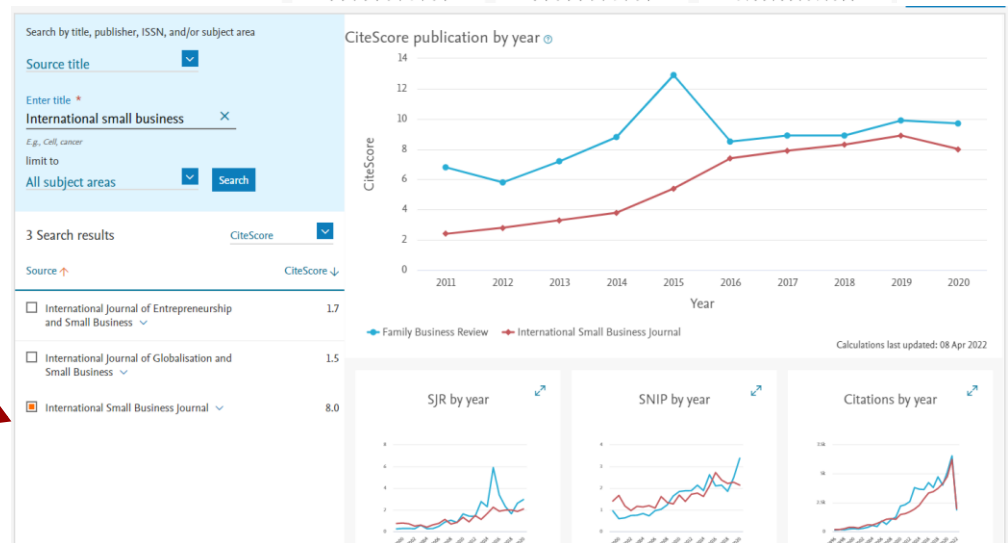 Search by title, publisher, ISSN, and/or subject area
Source title
Enter title *
International small business
E.g., Cell, cancer
limit to
All subject areas
Search
3 Search results
CiteScore
Source
CiteScore
International Journal of Entrepreneurship
and Small Business
1.7
International Journal of Globalisation and
Small Business
1.5
International Small Business Journal
8.0
CiteScore publication by year
14
12
10
8
6
4
2
0
CiteScore
2011 2012 2013 2014 2015 2016 2017 2018 2019 2020
Year
Family Business Review International Small Business Journal
Calculations last updated: 08 Apr 2022
SJR by year
SNIP by year
Citations by year